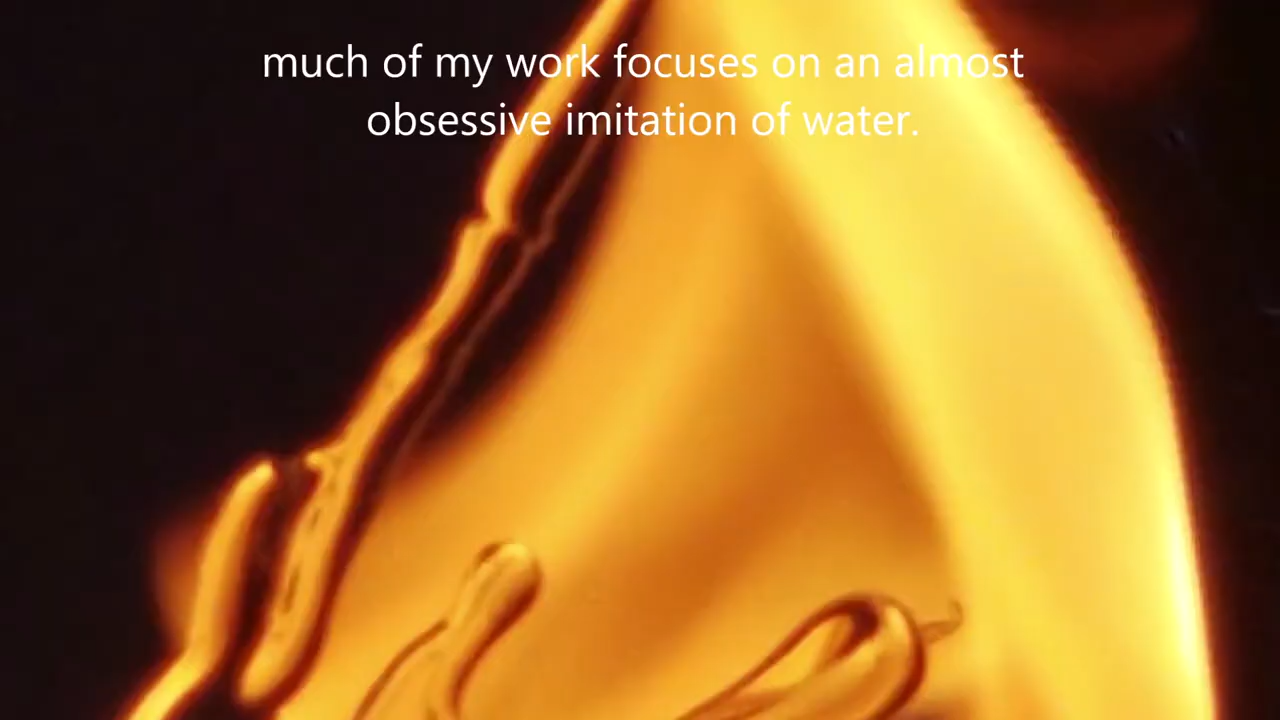 much of my work focuses on an almost
obsessive imitation of water.